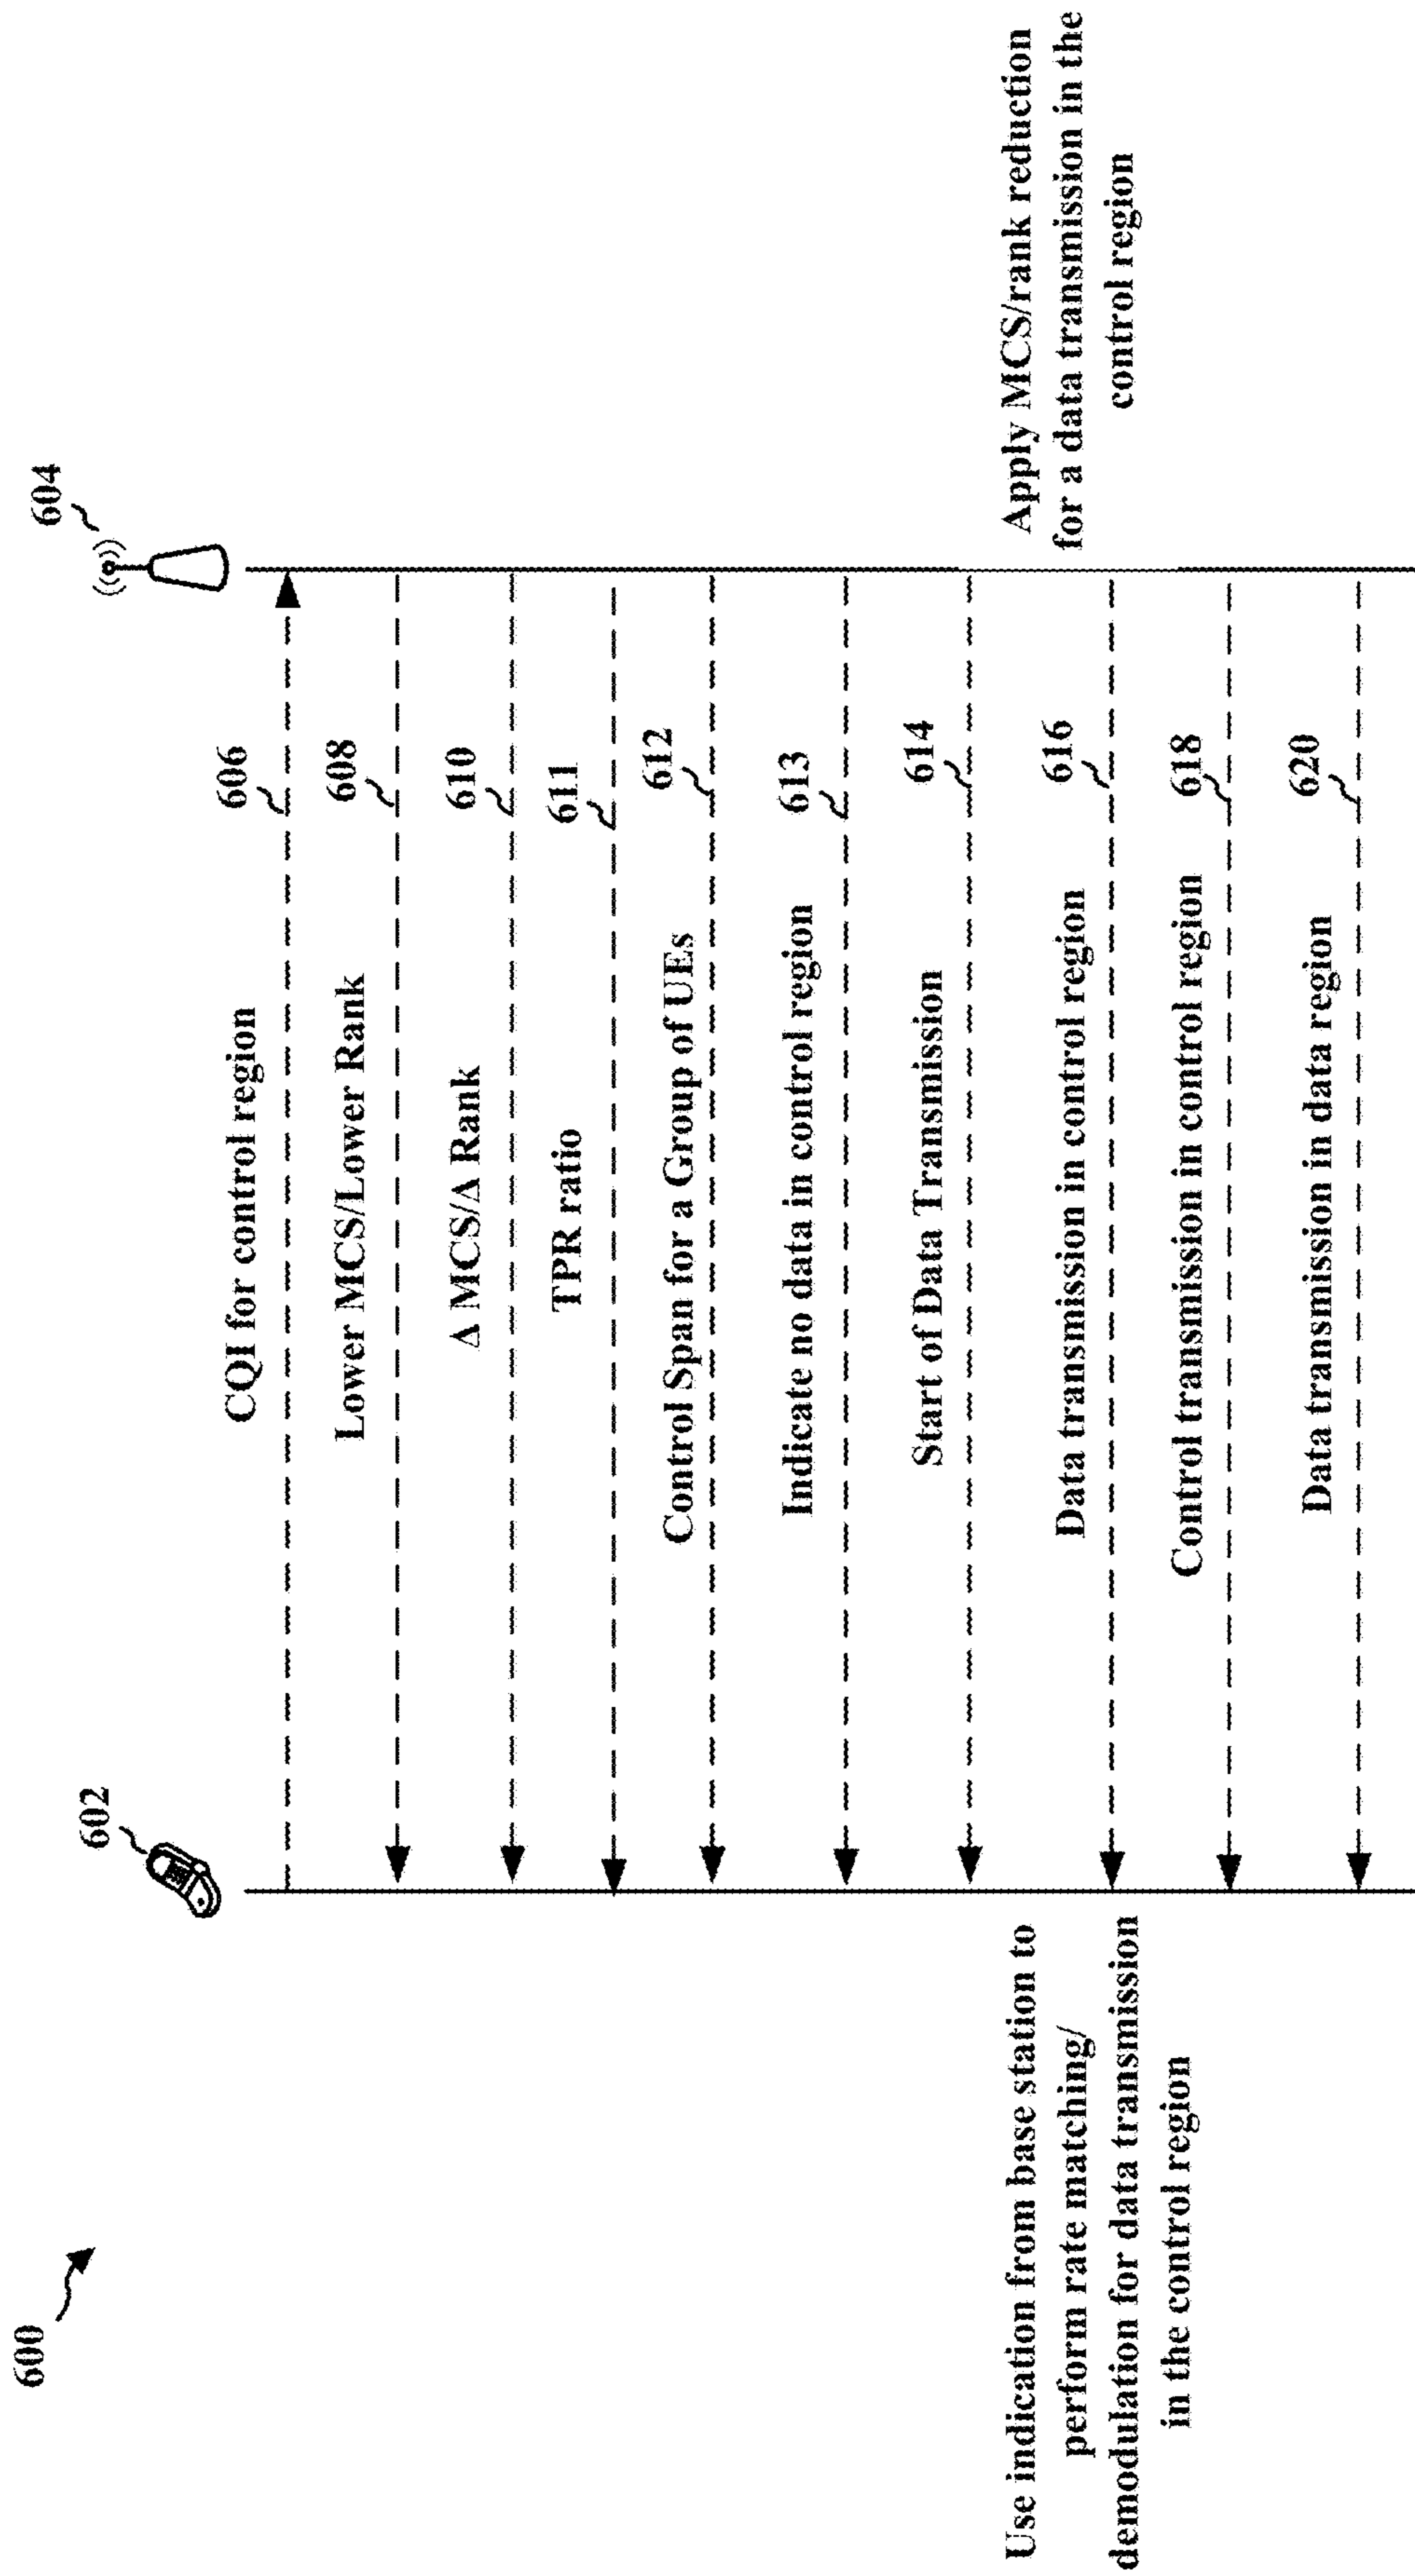 600
602
604
606
CQI for control region
608
Lower MCS/Lower Rank
610
Δ MCS/Δ Rank
611
TPR ratio
612
Control Span for a Group of UEs
613
Indicate no data in control region
614
Start of Data Transmission
Use indication from base station to
perform rate matching/
demodulation for data transmission
in the control region
Apply MCS/rank reduction
for a data transmission in the
control region
616
Data transmission in control region
618
Control transmission in control region
620
Data transmission in data region